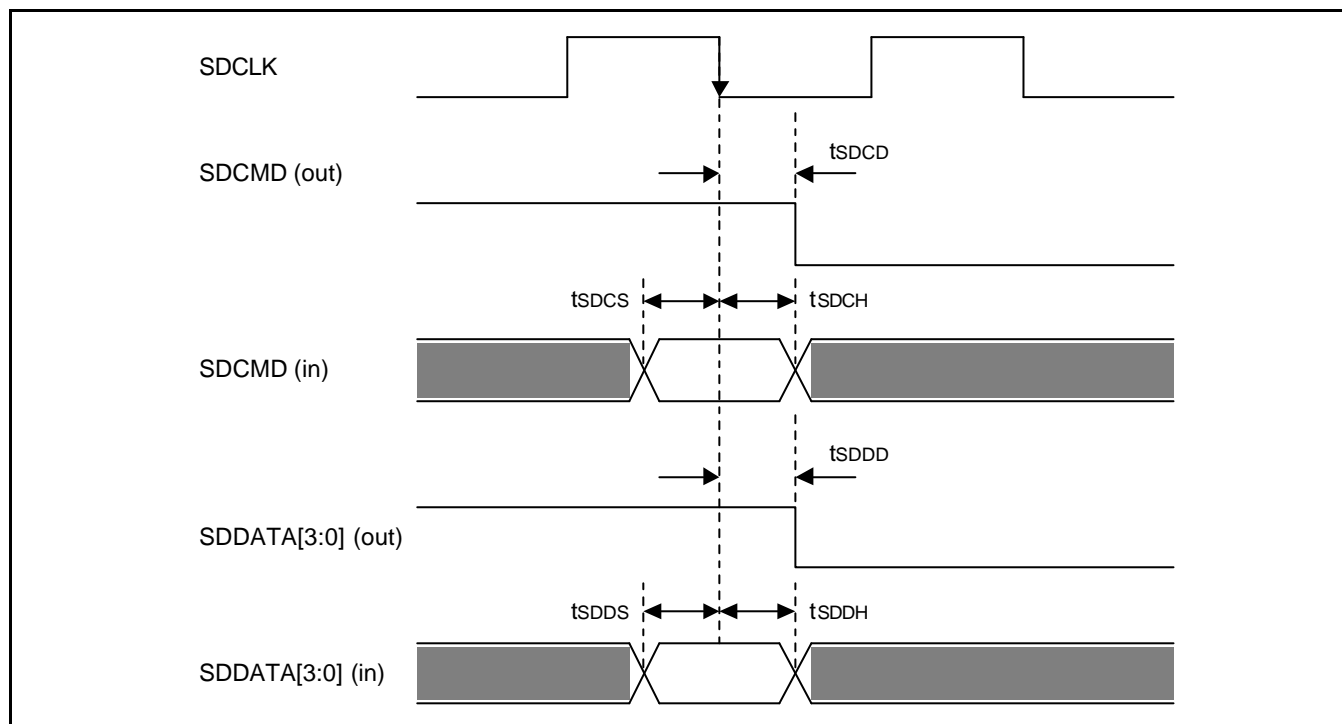 SDCLK
tSDCD
SDCMD (out)
tSDCS
tSDCH
SDCMD (in)
tSDDD
SDDATA[3:0] (out)
tSDDS
tSDDH
SDDATA[3:0] (in)